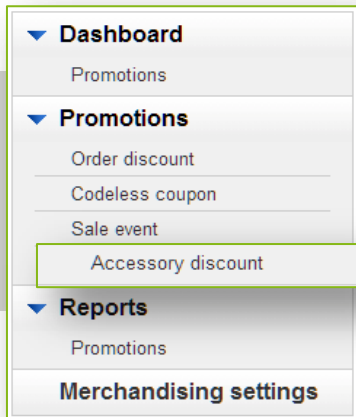 Dashboard
Promotions
Promotions
Order discount
Codeless coupon
Sale event
Accessory discount
Reports
Promotions
Merchandising settings